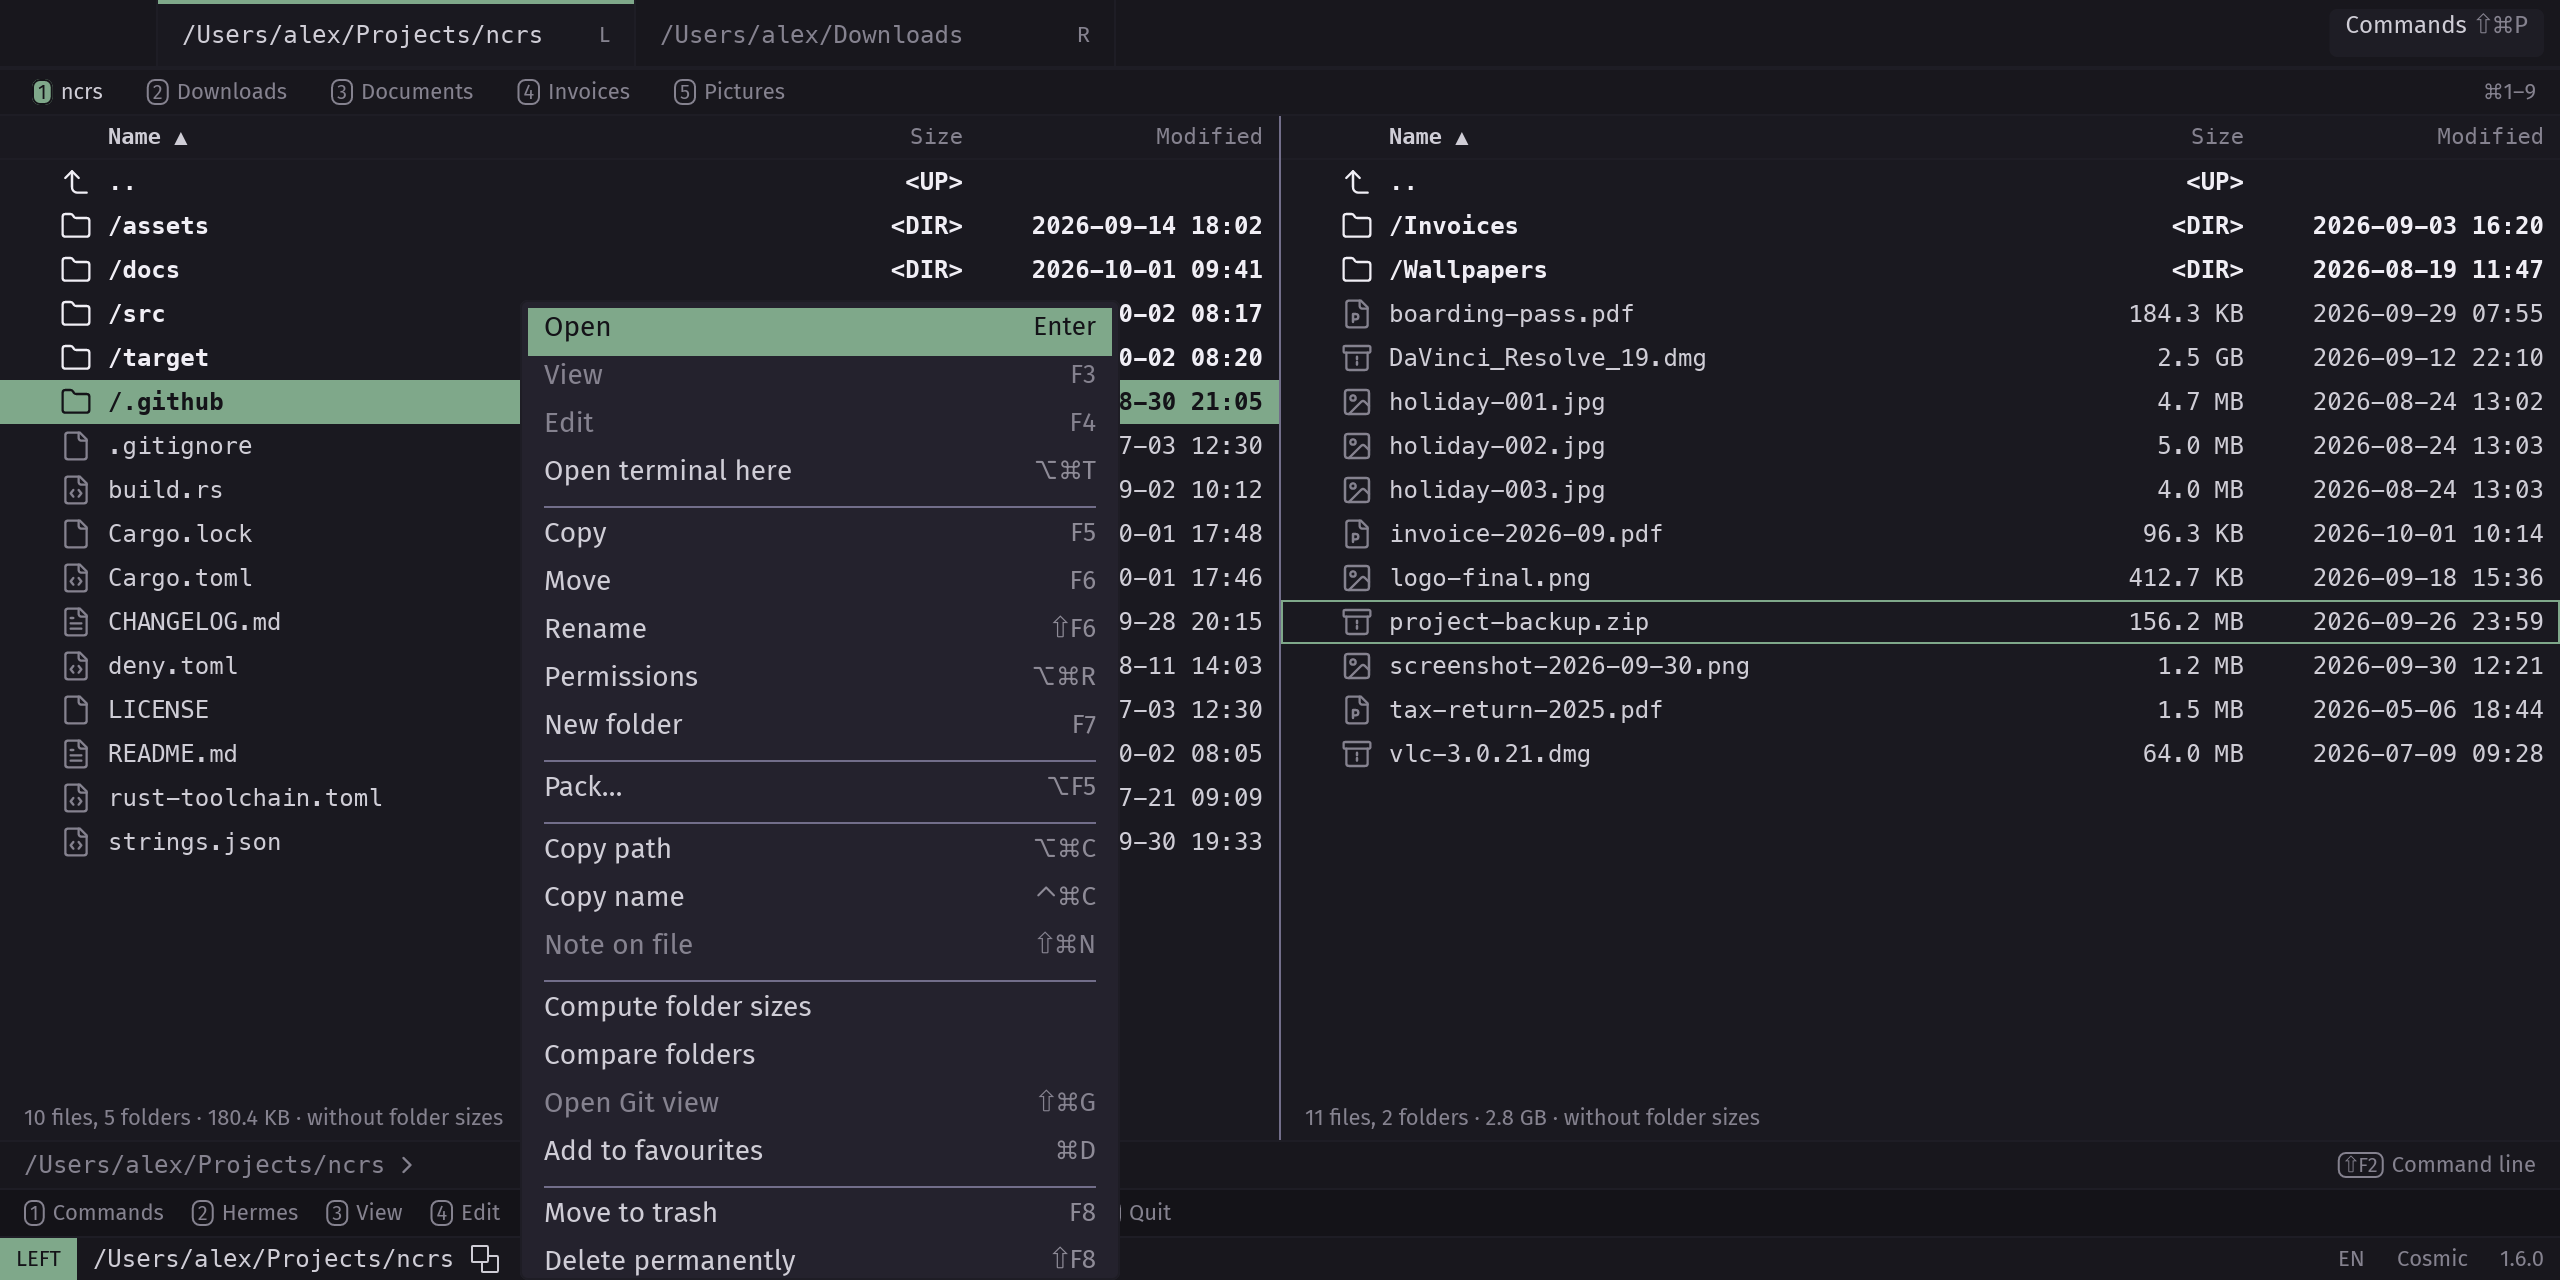 /Users/alex/Projects/ncrs L /Users/alex/Downloads R Commands ⇧⌘P
1 ncrs 2 Downloads 3 Documents 4 Invoices 5 Pictures ⌘1–9
Name ▲ Size Modified Name ▲ Size Modified
.. <UP> .. <UP>
/assets <DIR> 2026-09-14 18:02 /Invoices <DIR> 2026-09-03 16:20
/docs <DIR> 2026-10-01 09:41 /Wallpapers <DIR> 2026-08-19 11:47
/src 0-02 08:17 boarding-pass.pdf 184.3 KB 2026-09-29 07:55
Open Enter
/target 0-02 08:20 DaVinci_Resolve_19.dmg 2.5 GB 2026-09-12 22:10
View F3
/.github 8-30 21:05 holiday-001.jpg 4.7 MB 2026-08-24 13:02
Edit F4
.gitignore 7-03 12:30 holiday-002.jpg 5.0 MB 2026-08-24 13:03
Open terminal here ⌥⌘T
build.rs 9-02 10:12 holiday-003.jpg 4.0 MB 2026-08-24 13:03
Cargo.lock Copy F5 0-01 17:48 invoice-2026-09.pdf 96.3 KB 2026-10-01 10:14
Cargo.toml Move F6 0-01 17:46 logo-final.png 412.7 KB 2026-09-18 15:36
CHANGELOG.md Rename ⇧F6 9-28 20:15 project-backup.zip 156.2 MB 2026-09-26 23:59
deny.toml Permissions ⌥⌘R 8-11 14:03 screenshot-2026-09-30.png 1.2 MB 2026-09-30 12:21
LICENSE New folder F7 7-03 12:30 tax-return-2025.pdf 1.5 MB 2026-05-06 18:44
README.md 0-02 08:05 vlc-3.0.21.dmg 64.0 MB 2026-07-09 09:28
rust-toolchain.toml Pack... ⌥F5 7-21 09:09
strings.json Copy path ⌥⌘C 9-30 19:33
Copy name ^⌘C
Note on file ⇧⌘N
Compute folder sizes
Compare folders
Open Git view ⇧⌘G
10 files, 5 folders · 180.4 KB · without folder sizes 11 files, 2 folders · 2.8 GB · without folder sizes
Add to favourites ⌘D
/Users/alex/Projects/ncrs > ⇧F2 Command line
1 Commands 2 Hermes 3 View 4 Edit Move to trash F8 Quit
LEFT /Users/alex/Projects/ncrs Delete permanently ⇧F8 EN Cosmic 1.6.0